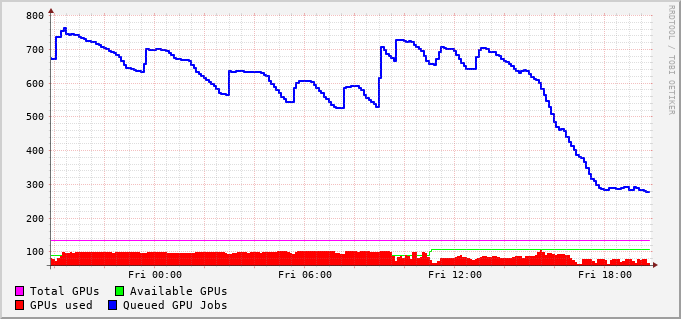 800
700
600
500
400
300
200
100
Fri 00:00 Fri 06:00 Fri 12:00 Fri 18:00
Total GPUs Available GPUs
GPUs used Queued GPU Jobs
RRDTOOL / TOBI OETIKER